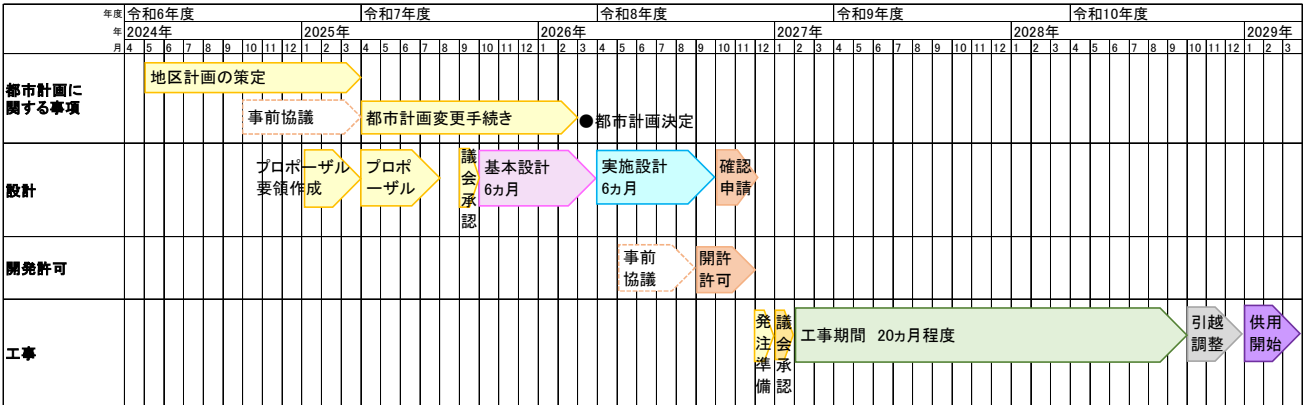 年度 令和6年度 令和7年度 令和8年度 令和9年度 令和10年度
年 2024年 2025年 2026年 2027年 2028年 2029年
月 4 5 6 7 8 9 10 11 12 1 2 3 4 5 6 7 8 9 10 11 12 1 2 3 4 5 6 7 8 9 10 11 12 1 2 3 4 5 6 7 8 9 10 11 12 1 2 3 4 5 6 7 8 9 10 11 12 1 2 3
都市計画に
関する事項
地区計画の策定
事前協議
都市計画変更手続き
●都市計画決定
設計
プロポーザル
要領作成
プロポ
ーザル
議会承認
基本設計
6ヵ月
実施設計
6ヵ月
確認
申請
開発許可
事前
協議
開許
許可
工事
発注準備
議会承認
工事期間 20ヵ月程度
引越
調整
供用
開始